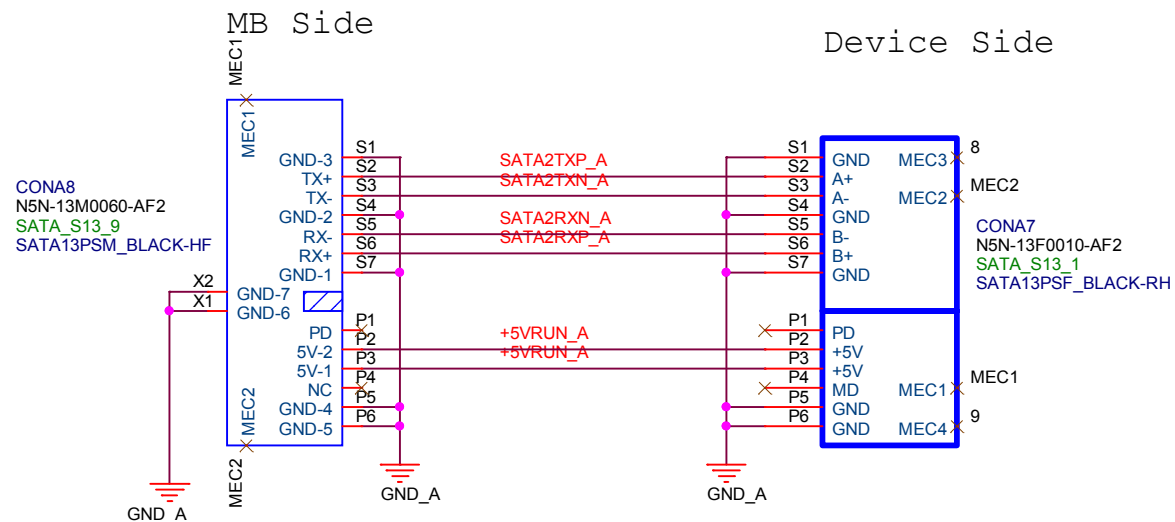 MB Side
Device Side
MEC1
MEC1
CONA8
N5N-13M0060-AF2
SATA_S13_9
SATA13PSM_BLACK-HF
GND-3 S1
TX+ S2
TX- S3
GND-2 S4
RX- S5
RX+ S6
GND-1 S7
X2 GND-7
X1 GND-6
PD P1
5V-2 P2
5V-1 P3
NC P4
GND-4 P5
GND-5 P6
MEC2
MEC2
GND_A
GND_A
SATA2TXP_A
SATA2TXN_A
SATA2RXN_A
SATA2RXP_A
+5VRUN_A
+5VRUN_A
S1 GND MEC3 8
S2 A+
S3 A- MEC2 MEC2
S4 GND
S5 B-
S6 B+
S7 GND
CONA7
N5N-13F0010-AF2
SATA_S13_1
SATA13PSF_BLACK-RH
P1 PD
P2 +5V
P3 +5V
P4 MD MEC1 MEC1
P5 GND
P6 GND MEC4 9
GND_A